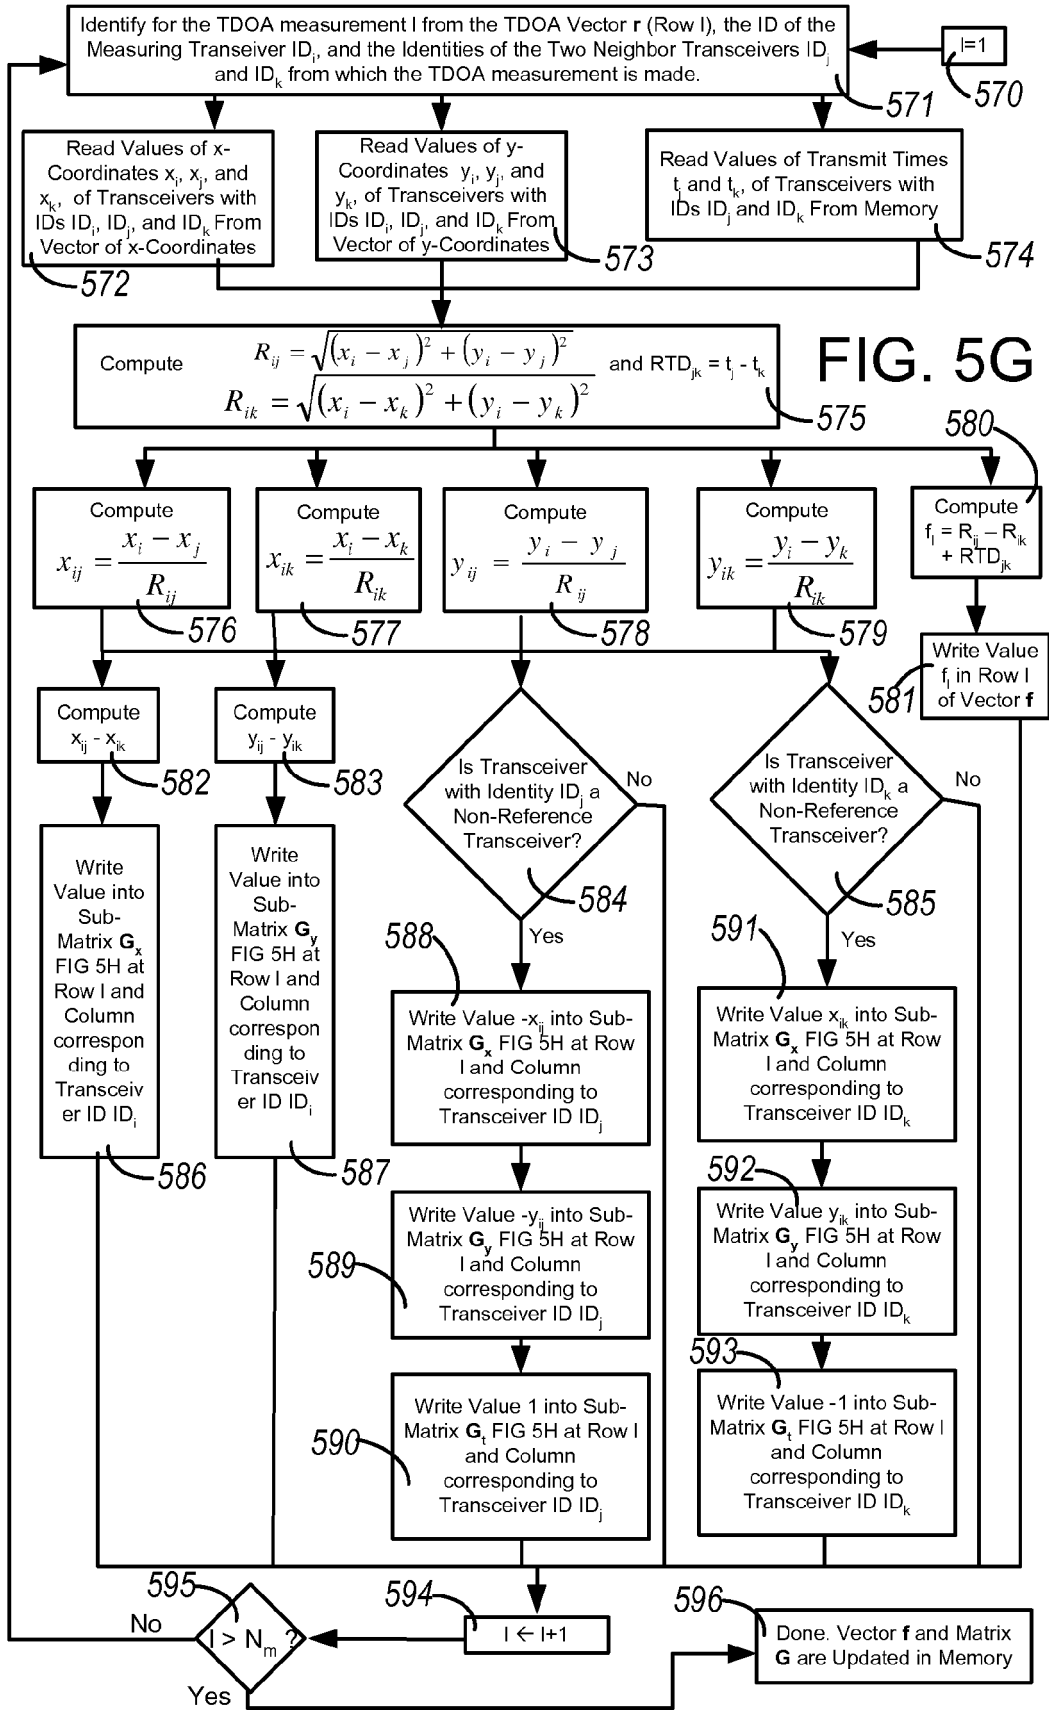 Identify for the TDOA measurement l from the TDOA Vector r (Row l), the ID of the
Measuring Transeiver IDi, and the Identities of the Two Neighbor Transceivers IDj
and IDk from which the TDOA measurement is made.
571
l=1
570
Read Values of x-
Coordinates xi, xj, and
xk, of Transceivers with
IDs IDi, IDj, and IDk From
Vector of x-Coordinates
572
Read Values of y-
Coordinates yi, yj, and
yk, of Transceivers with
IDs IDi, IDj, and IDk From
Vector of y-Coordinates
573
Read Values of Transmit Times
tj and tk, of Transceivers with
IDs IDj and IDk From Memory
574
Compute
Rij = √((xi − xj)² + (yi − yj)²)
Rik = √((xi − xk)² + (yi − yk)²)
and RTDjk = tj - tk
575
FIG. 5G
Compute
xij = (xi − xj) / Rij
576
Compute
xik = (xi − xk) / Rik
577
Compute
yij = (yi − yj) / Rij
578
Compute
yik = (yi − yk) / Rik
579
580
Compute
fl = Rij – Rik
+ RTDjk
Write Value
fl in Row l
of Vector f
581
Compute
xij - xik
582
Compute
yij - yik
583
Is Transceiver
with Identity IDj a
Non-Reference
Transceiver?
No
584
Yes
Is Transceiver
with Identity IDk a
Non-Reference
Transceiver?
No
585
Yes
Write
Value into
Sub-
Matrix Gx
FIG 5H at
Row l and
Column
correspon
ding to
Transceiv
er ID IDi
586
Write
Value into
Sub-
Matrix Gy
FIG 5H at
Row l and
Column
correspon
ding to
Transceiv
er ID IDi
587
588
Write Value -xij into Sub-
Matrix Gx FIG 5H at Row
l and Column
corresponding to
Transceiver ID IDj
591
Write Value xik into Sub-
Matrix Gx FIG 5H at Row
l and Column
corresponding to
Transceiver ID IDk
Write Value -yij into Sub-
Matrix Gy FIG 5H at Row
l and Column
corresponding to
Transceiver ID IDj
589
592
Write Value yik into Sub-
Matrix Gy FIG 5H at Row
l and Column
corresponding to
Transceiver ID IDk
Write Value 1 into Sub-
Matrix Gt FIG 5H at Row l
and Column
corresponding to
Transceiver ID IDj
590
593
Write Value -1 into Sub-
Matrix Gt FIG 5H at Row l
and Column
corresponding to
Transceiver ID IDk
594
l ← l+1
595
l > Nm ?
No
Yes
596
Done. Vector f and Matrix
G are Updated in Memory